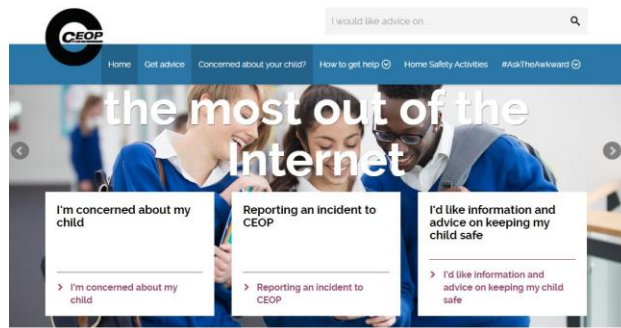 CEOP
I would like advice on...
Home
Get advice
Concerned about your child?
How to get help
Home Safety Activities
#AskTheAwkward
the most out of the
Internet
I'm concerned about my
child
I'm concerned about my
child
Reporting an incident to
CEOP
Reporting an incident to
CEOP
I'd like information and
advice on keeping my
child safe
I'd like information and
advice on keeping my child
safe